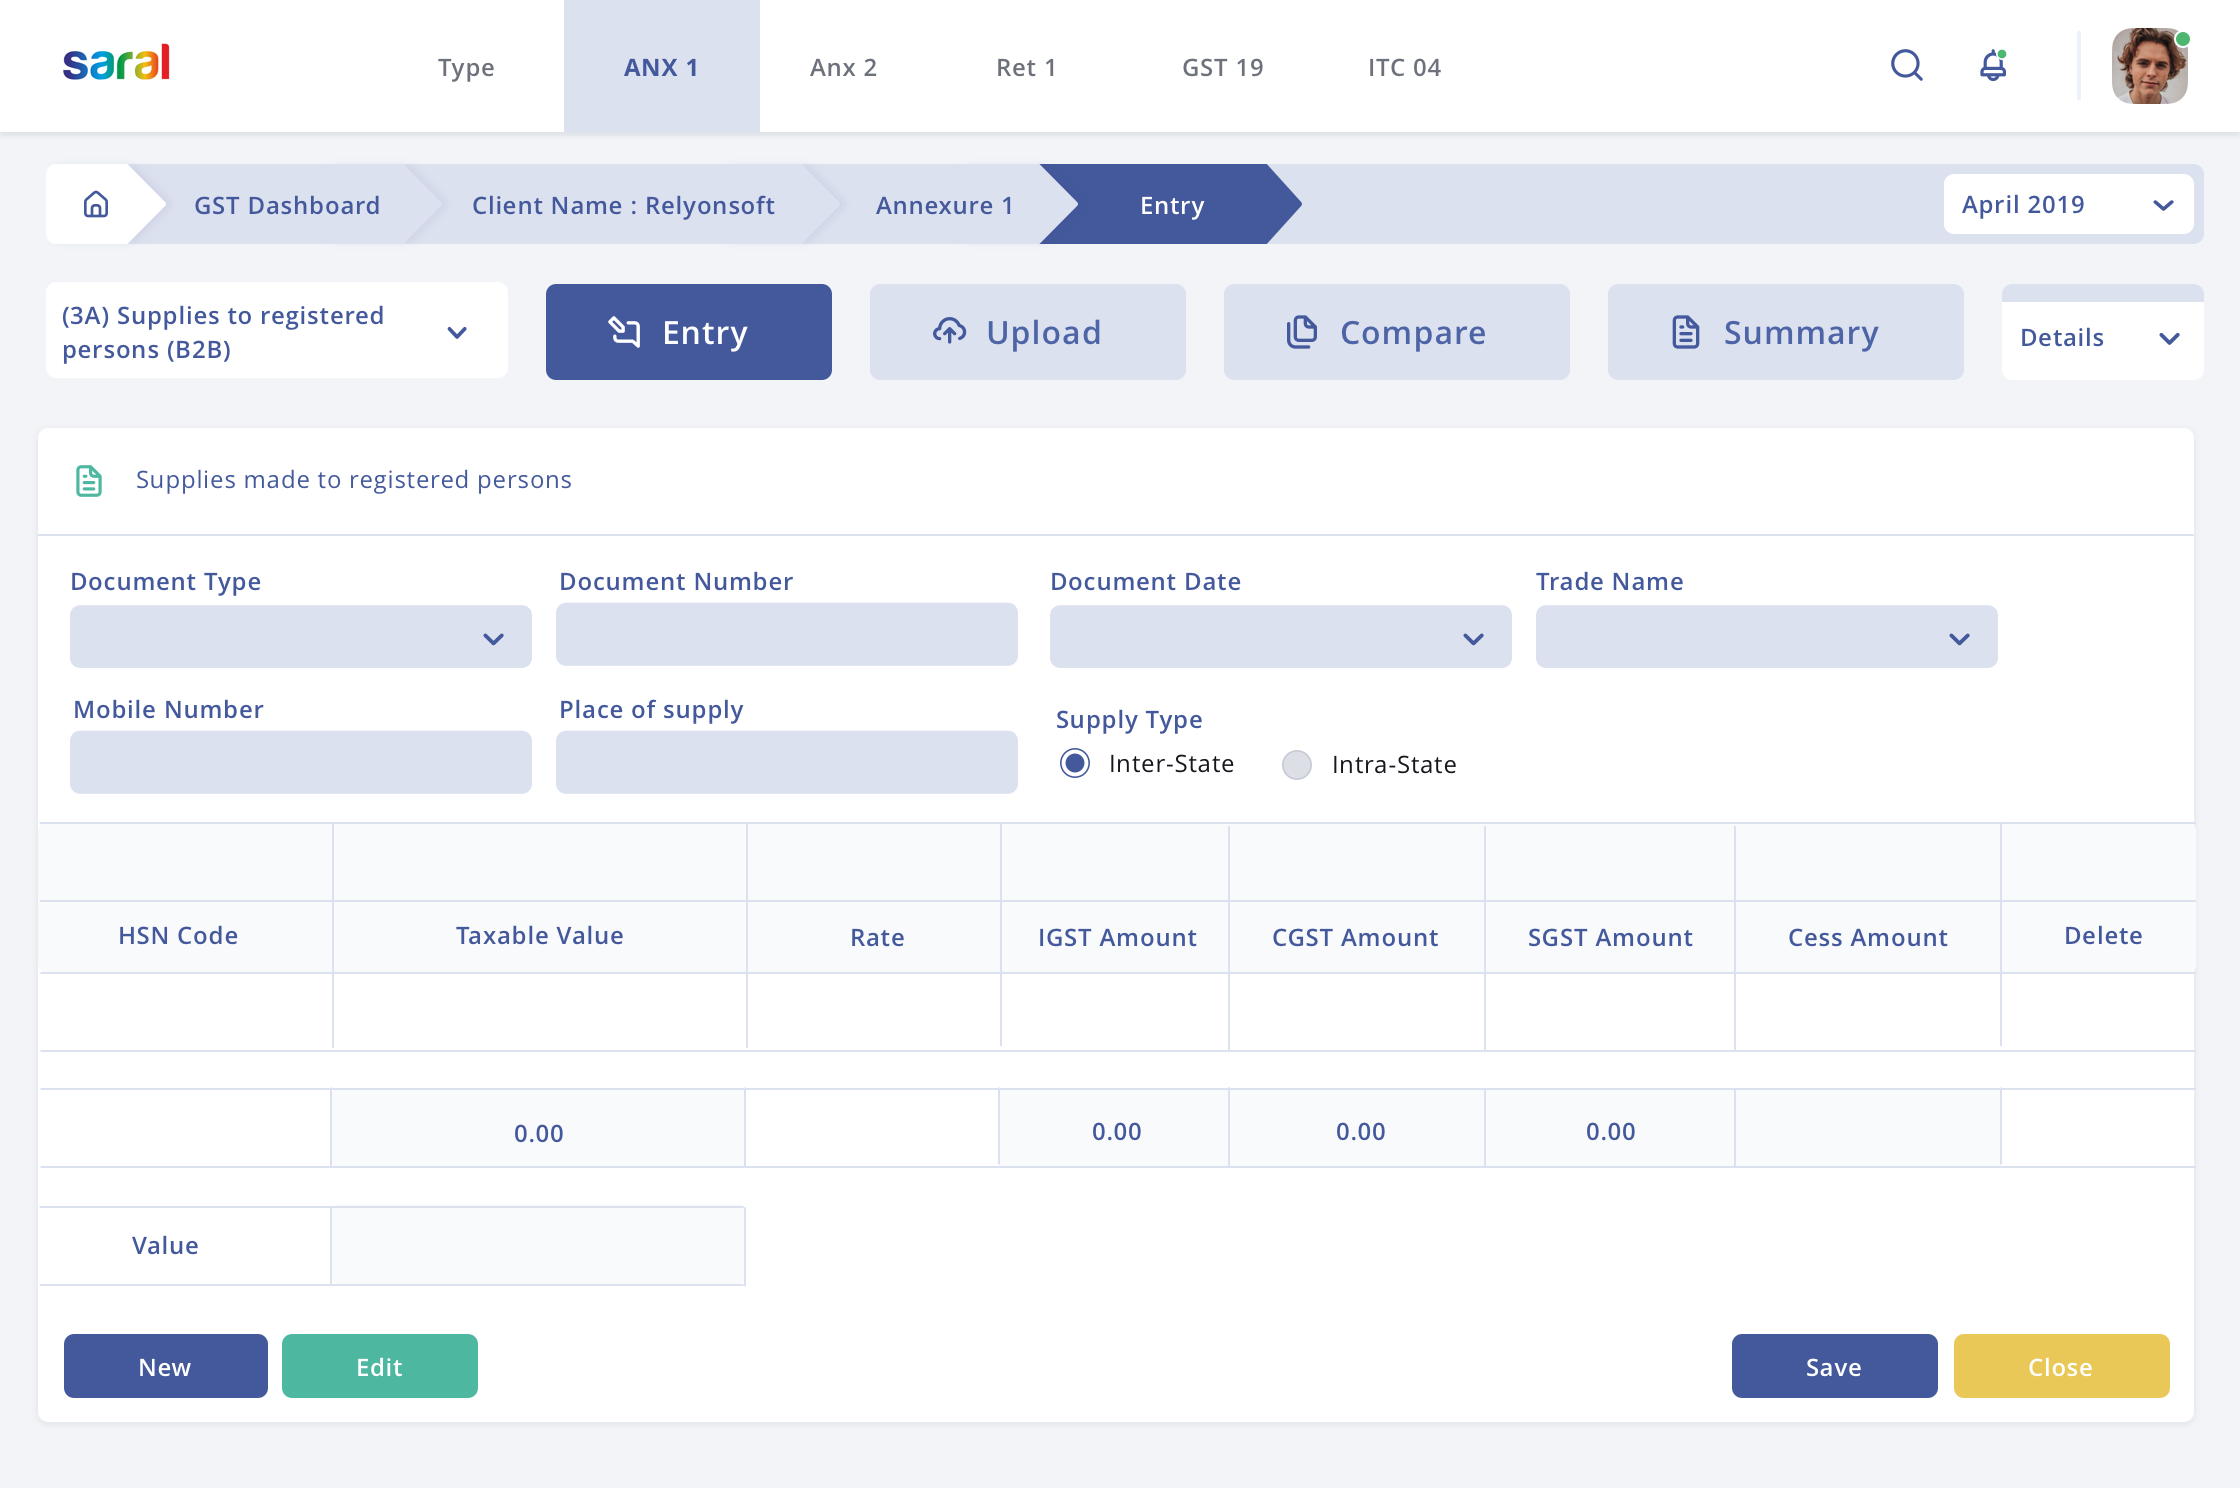 saral
Type
ANX 1
Anx 2
Ret 1
GST 19
ITC 04
GST Dashboard
Client Name : Relyonsoft
Annexure 1
Entry
April 2019
(3A) Supplies to registered
persons (B2B)
Entry
Upload
Compare
Summary
Details
Supplies made to registered persons
Document Type
Document Number
Document Date
Trade Name
Mobile Number
Place of supply
Supply Type
Inter-State
Intra-State
HSN Code
Taxable Value
Rate
IGST Amount
CGST Amount
SGST Amount
Cess Amount
Delete
0.00
0.00
0.00
0.00
Value
New
Edit
Save
Close